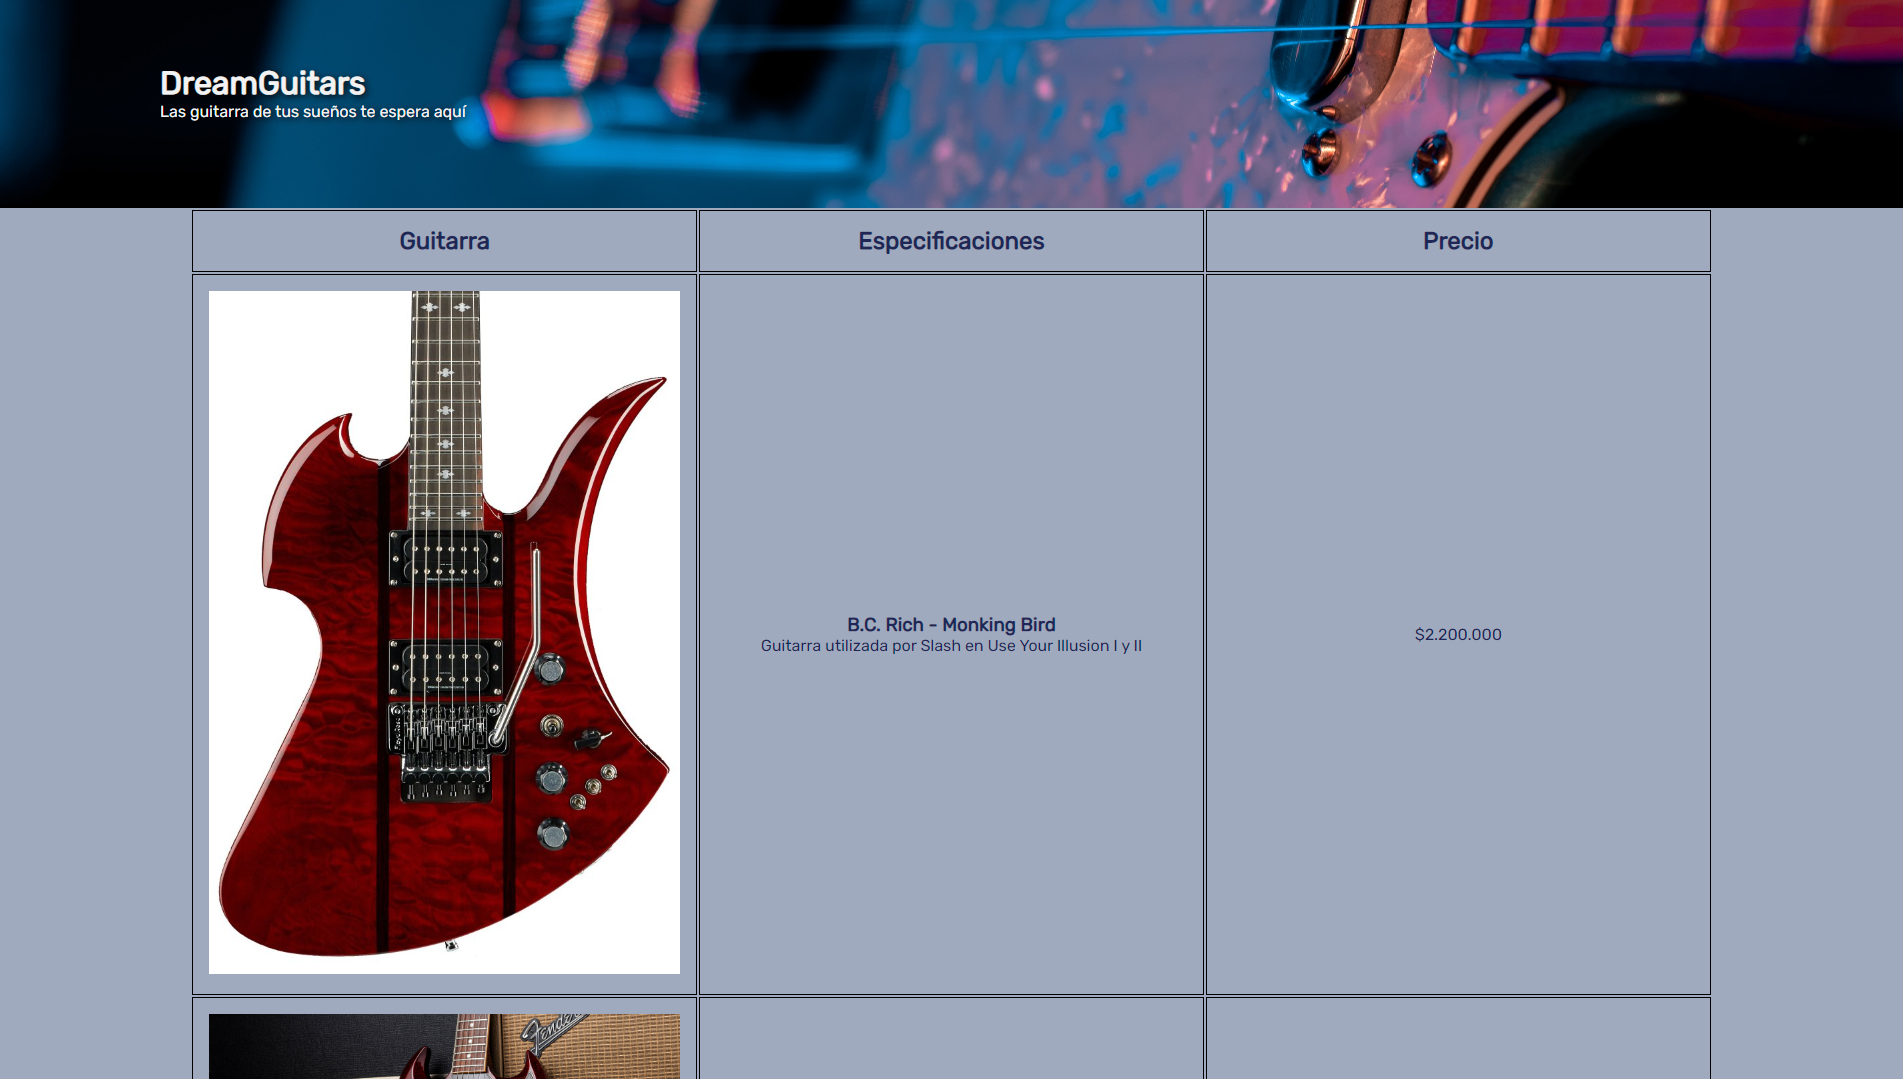 DreamGuitars
Las guitarra de tus sueños te espera aquí
Guitarra
Especificaciones
Precio
B.C. Rich - Monking Bird
Guitarra utilizada por Slash en Use Your Illusion I y II
$2.200.000
Fender